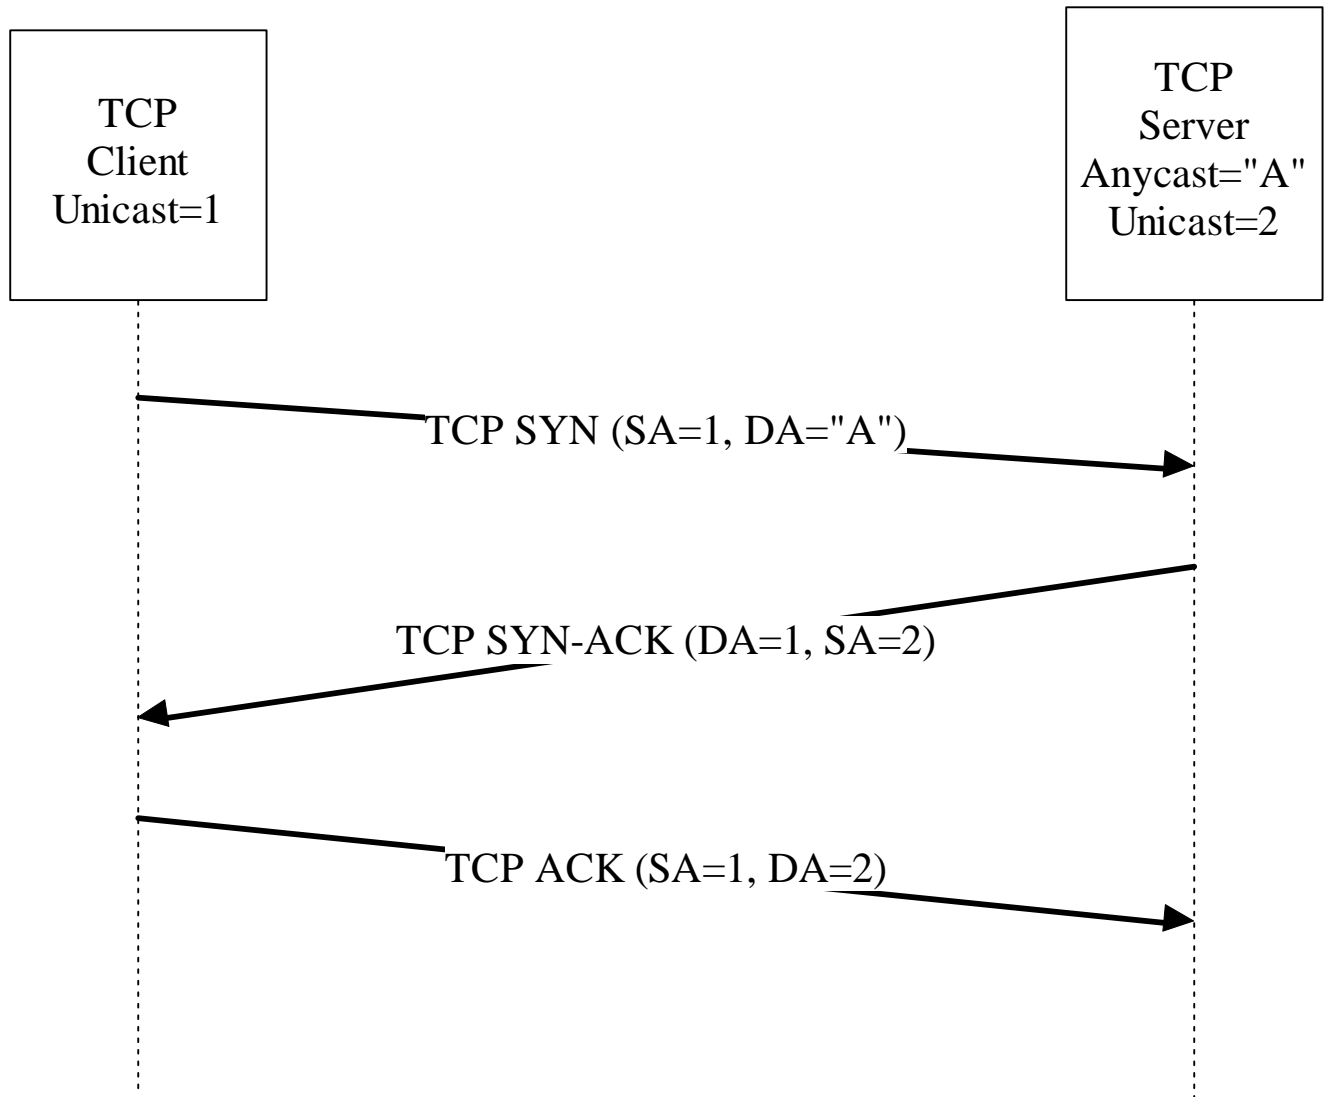 TCP
Client
Unicast=1
TCP
Server
Anycast="A"
Unicast=2
TCP SYN (SA=1, DA="A")
TCP SYN-ACK (DA=1, SA=2)
TCP ACK (SA=1, DA=2)